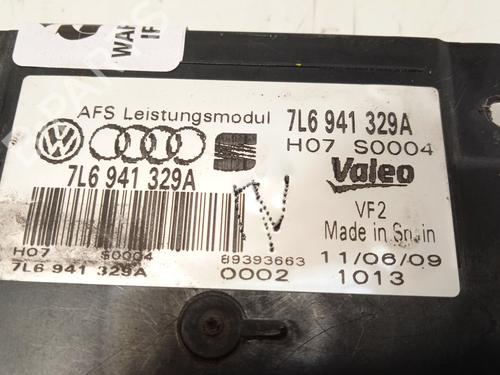 WAR
IF
AFS Leistungsmodul
7L6 941 329A
H07 S0004
7L6 941 329A
Valeo
VF2
Made in Spain
H07 S0004
7L6 941 329A
89393663
0002
11/06/09
1013